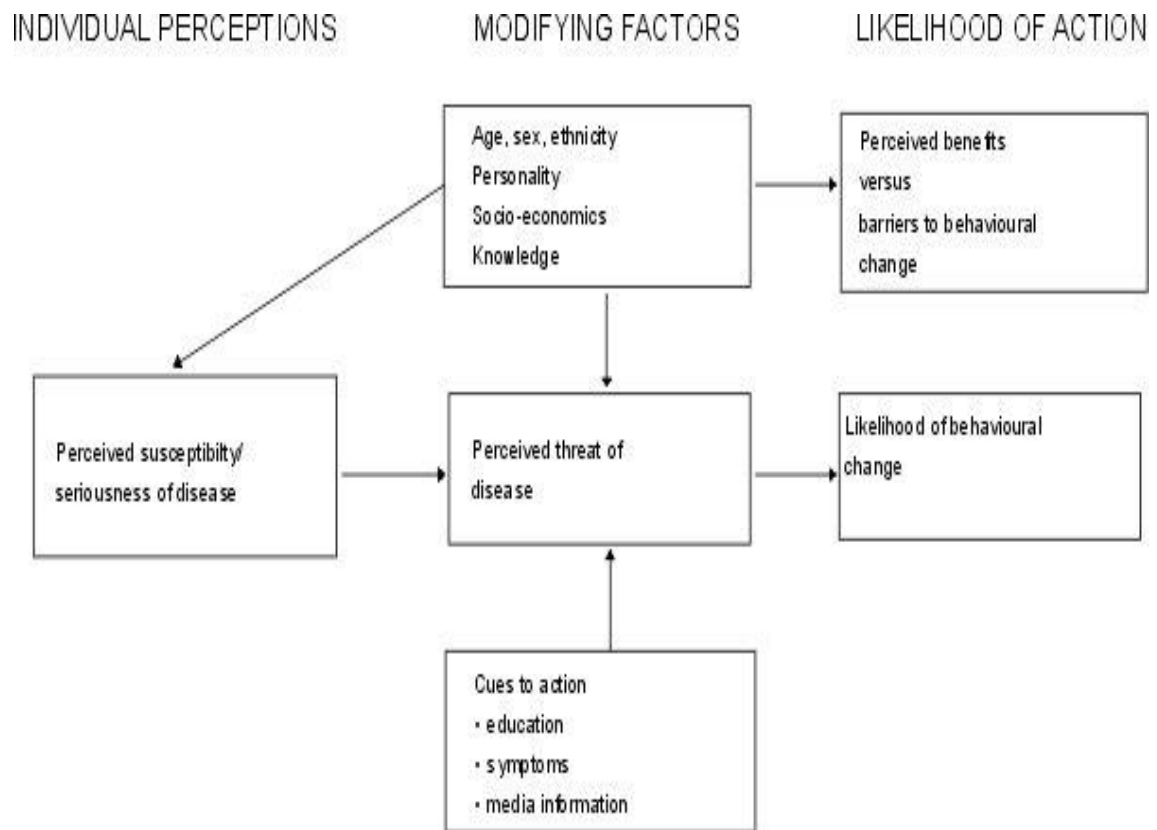 INDIVIDUAL PERCEPTIONS
MODIFYING FACTORS
LIKELIHOOD OF ACTION
Age, sex, ethnicity
Personality
Socio-economics
Knowledge
Perceived benefits
versus
barriers to behavioural
change
Perceived susceptibilty/
seriousness of disease
Perceived threat of
disease
Likelihood of behavioural
change
Cues to action
• education
• symptoms
• media information